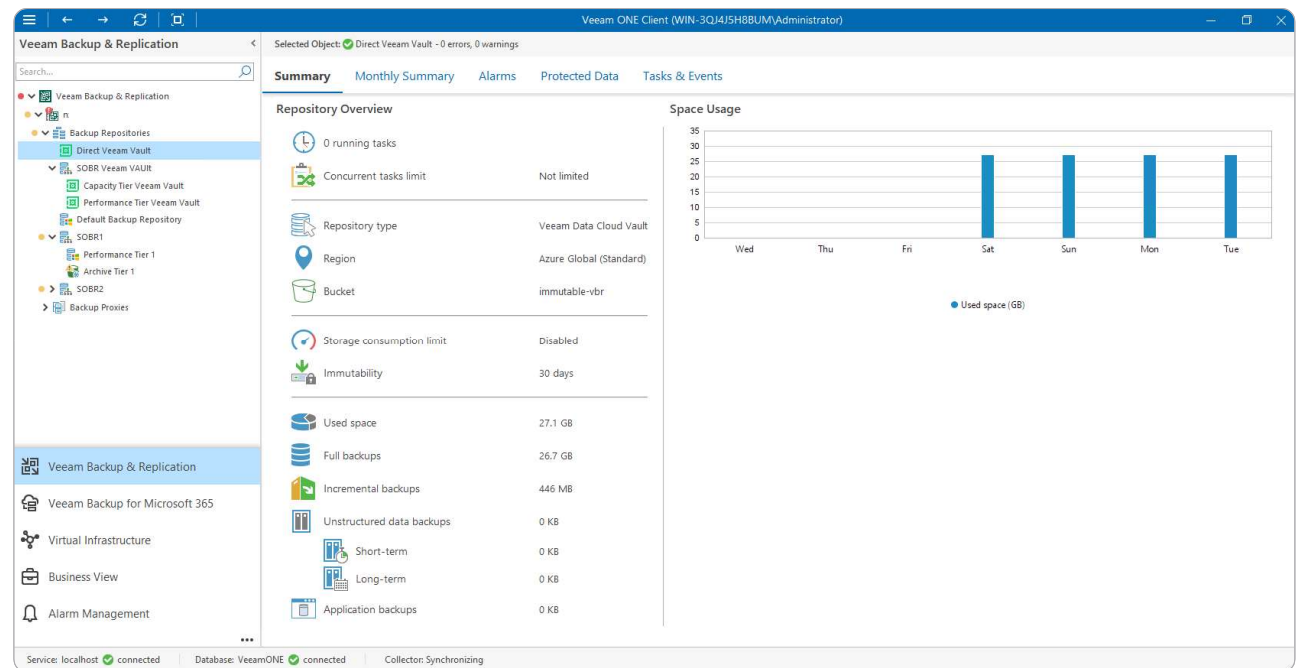 Veeam ONE Client (WIN-3QJ4J5H8BUM\Administrator)
Veeam Backup & Replication
Selected Object: Direct Veeam Vault - 0 errors, 0 warnings
Search...
Summary Monthly Summary Alarms Protected Data Tasks & Events
Veeam Backup & Replication
n
Backup Repositories
Direct Veeam Vault
SOBR Veeam VAUlt
Capacity Tier Veeam Vault
Performance Tier Veeam Vault
Default Backup Repository
SOBR1
Performance Tier 1
Archive Tier 1
SOBR2
Backup Proxies
Veeam Backup & Replication
Veeam Backup for Microsoft 365
Virtual Infrastructure
Business View
Alarm Management
Repository Overview
0 running tasks
Concurrent tasks limit Not limited
Repository type Veeam Data Cloud Vault
Region Azure Global (Standard)
Bucket immutable-vbr
Storage consumption limit Disabled
Immutability 30 days
Used space 27.1 GB
Full backups 26.7 GB
Incremental backups 446 MB
Unstructured data backups 0 KB
Short-term 0 KB
Long-term 0 KB
Application backups 0 KB
Space Usage
35
30
25
20
15
10
5
0
Wed Thu Fri Sat Sun Mon Tue
Used space (GB)
Service: localhost connected Database: VeeamONE connected Collector: Synchronizing